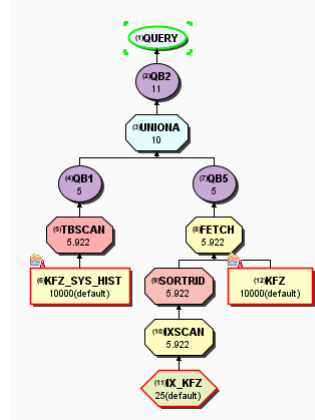 (1)QUERY
(2)QB2
11
(3)UNIONA
10
(4)QB1
5
(7)QB5
5
(5)TBSCAN
5.922
(8)FETCH
5.922
(6)KFZ_SYS_HIST
10000(default)
(9)SORTRID
5.922
(12)KFZ
10000(default)
(10)IXSCAN
5.922
(11)IX_KFZ
25(default)